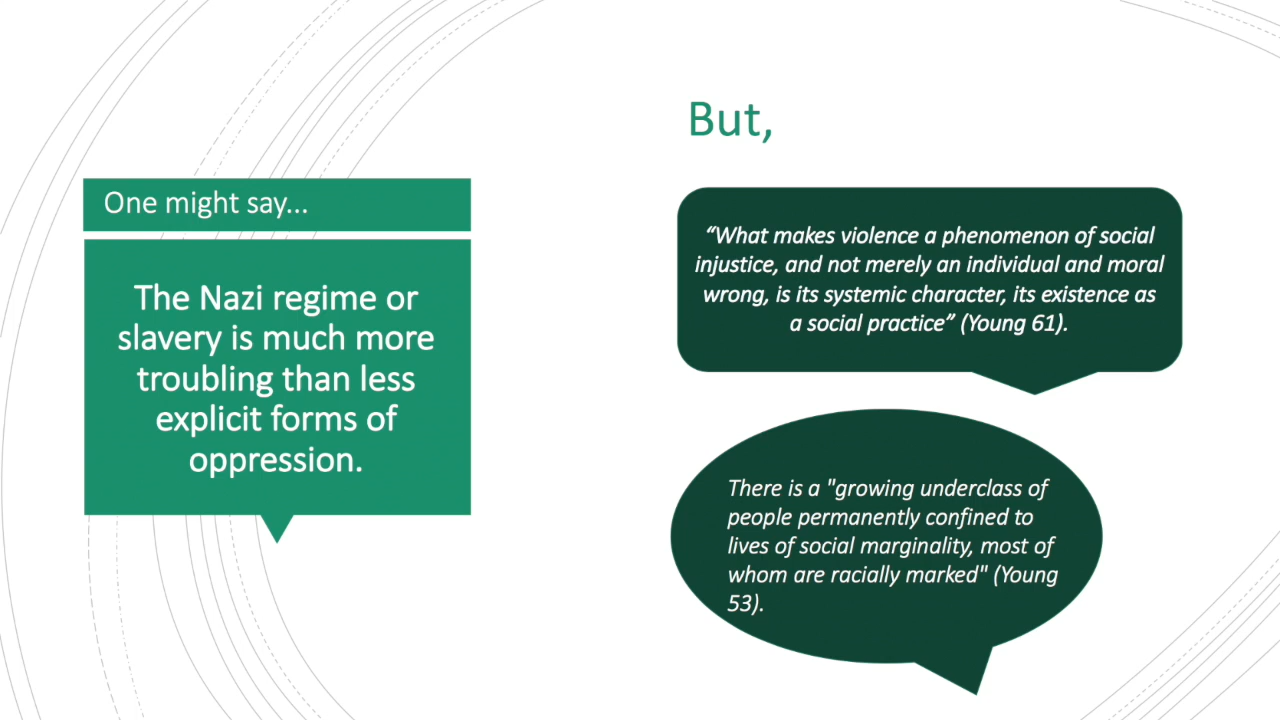 One might say...
The Nazi regime or
slavery is much more
troubling than less
explicit forms of
oppression.
But,
“What makes violence a phenomenon of social
injustice, and not merely an individual and moral
wrong, is its systemic character, its existence as
a social practice” (Young 61).
There is a "growing underclass of
people permanently confined to
lives of social marginality, most of
whom are racially marked" (Young
53).